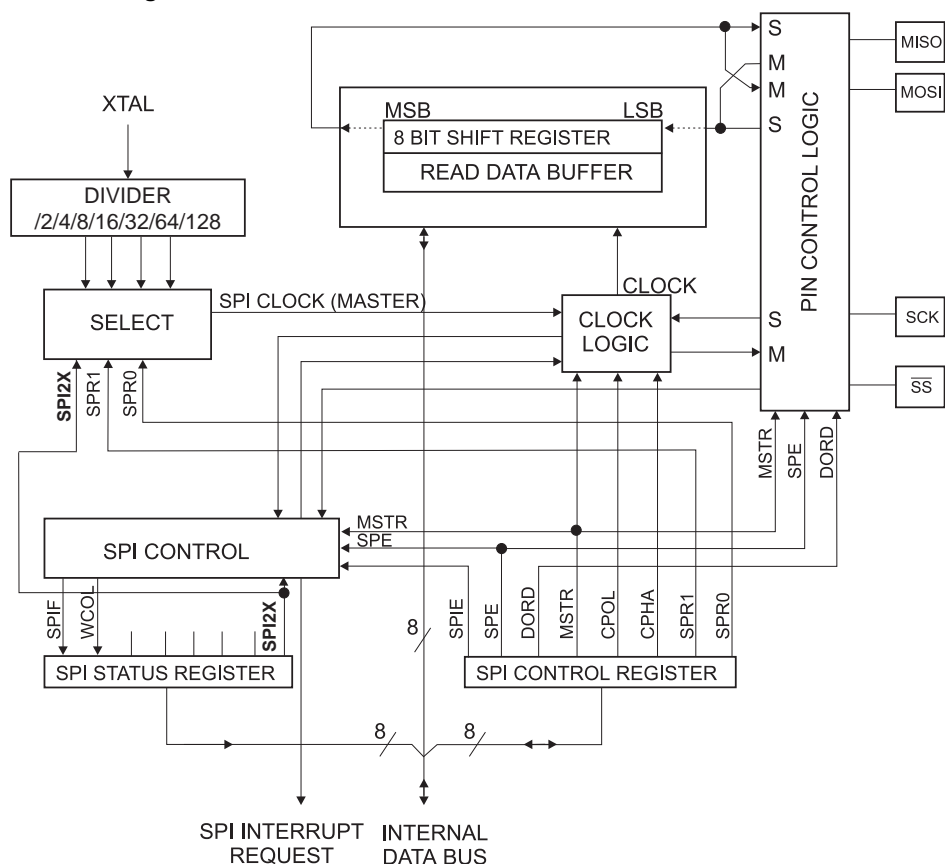 S
MISO
M
MOSI
XTAL
MSB
LSB
M
S
8 BIT SHIFT REGISTER
READ DATA BUFFER
DIVIDER
/2/4/8/16/32/64/128
PIN CONTROL LOGIC
SPI CLOCK (MASTER)
CLOCK
SELECT
CLOCK
LOGIC
S
SCK
M
SPI2X
SPR1
SPR0
SS
MSTR
SPE
DORD
MSTR
SPE
SPI CONTROL
SPIF
WCOL
SPI2X
8
SPIE
SPE
DORD
MSTR
CPOL
CPHA
SPR1
SPR0
SPI STATUS REGISTER
SPI CONTROL REGISTER
8
8
SPI INTERRUPT
REQUEST
INTERNAL
DATA BUS